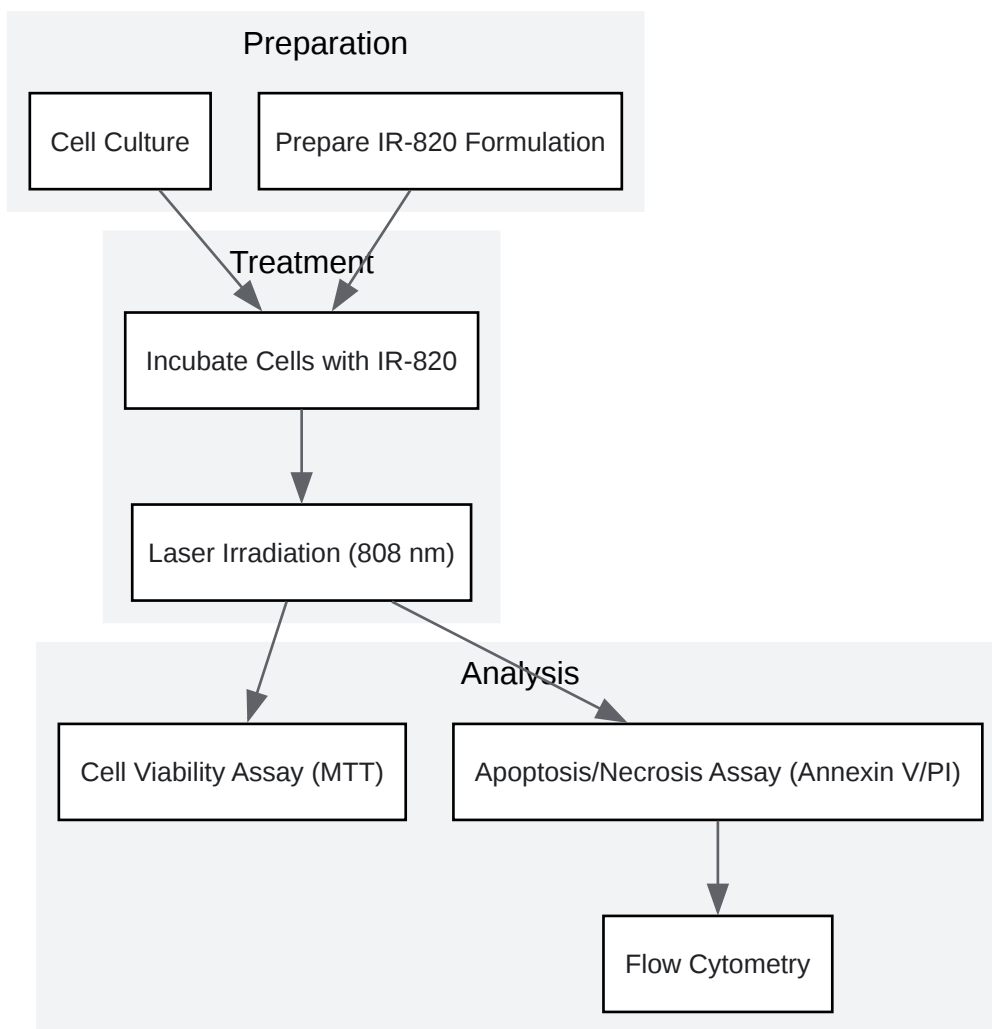 Preparation
Cell Culture
Prepare IR-820 Formulation
Treatment
Incubate Cells with IR-820
Laser Irradiation (808 nm)
Analysis
Cell Viability Assay (MTT)
Apoptosis/Necrosis Assay (Annexin V/PI)
Flow Cytometry